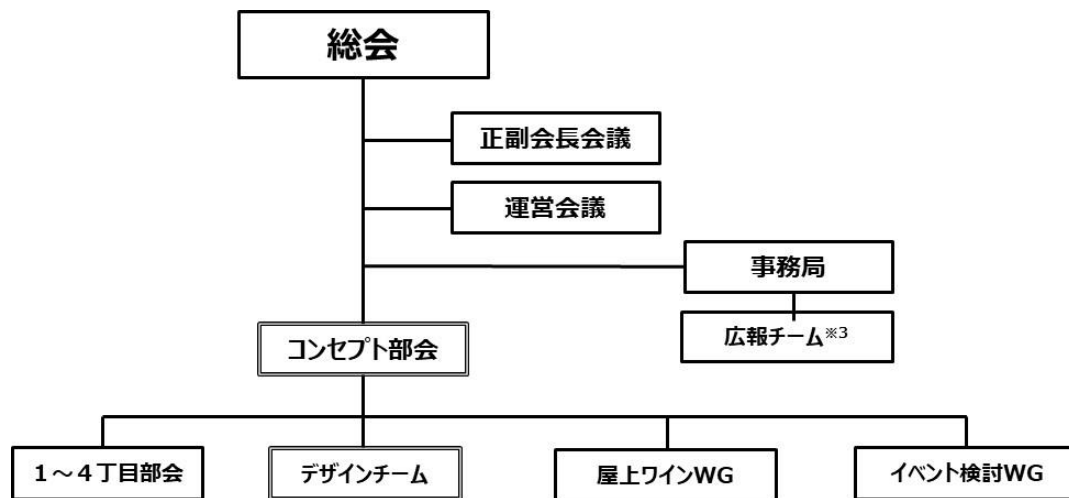 総会
正副会長会議
運営会議
事務局
広報チーム※3
コンセプト部会
1～4丁目部会
デザインチーム
屋上ワインWG
イベント検討WG